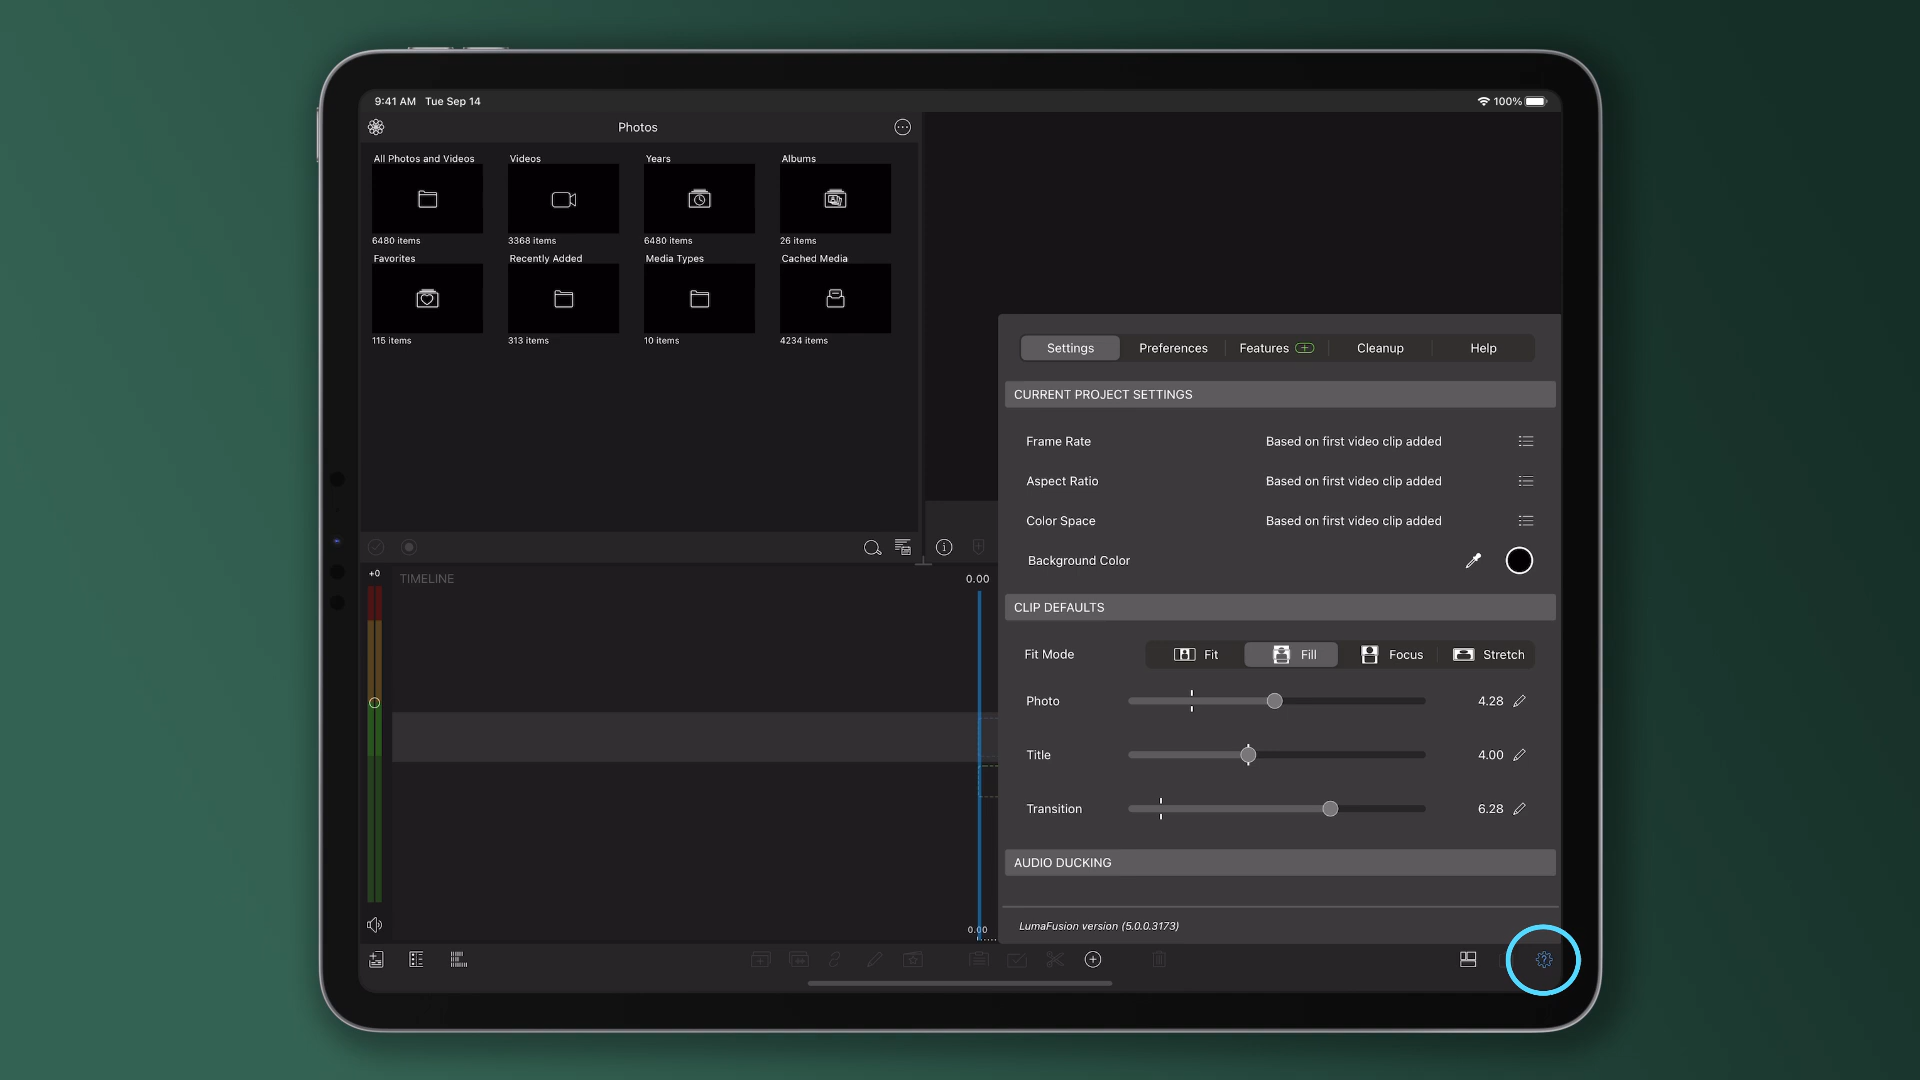 9:41 AM Tue Sep 14
100%
Photos
All Photos and Videos
Videos
Years
Albums
6480 items
3368 items
6480 items
26 items
Favorites
Recently Added
Media Types
Cached Media
115 items
313 items
10 items
4234 items
Settings
Preferences
Features
Cleanup
Help
CURRENT PROJECT SETTINGS
Frame Rate Based on first video clip added
Aspect Ratio Based on first video clip added
Color Space Based on first video clip added
Background Color
+0
TIMELINE
0.00
CLIP DEFAULTS
Fit Mode Fit Fill Focus Stretch
Photo 4.28
Title 4.00
Transition 6.28
AUDIO DUCKING
LumaFusion version (5.0.0.3173)
0.00